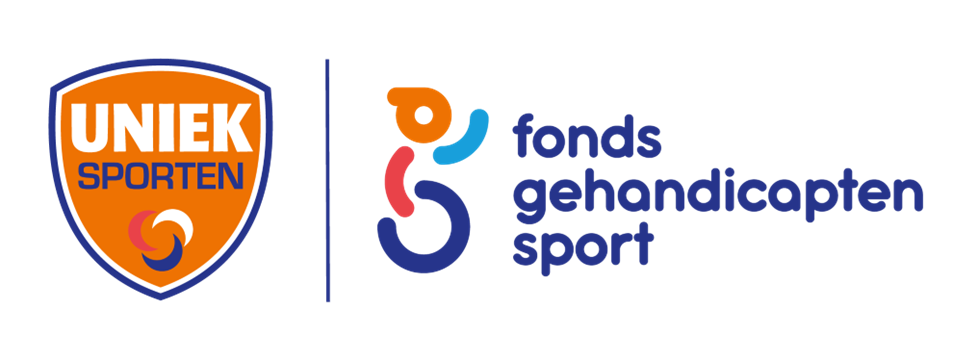 UNIEK
SPORTEN
fonds
gehandicapten
sport